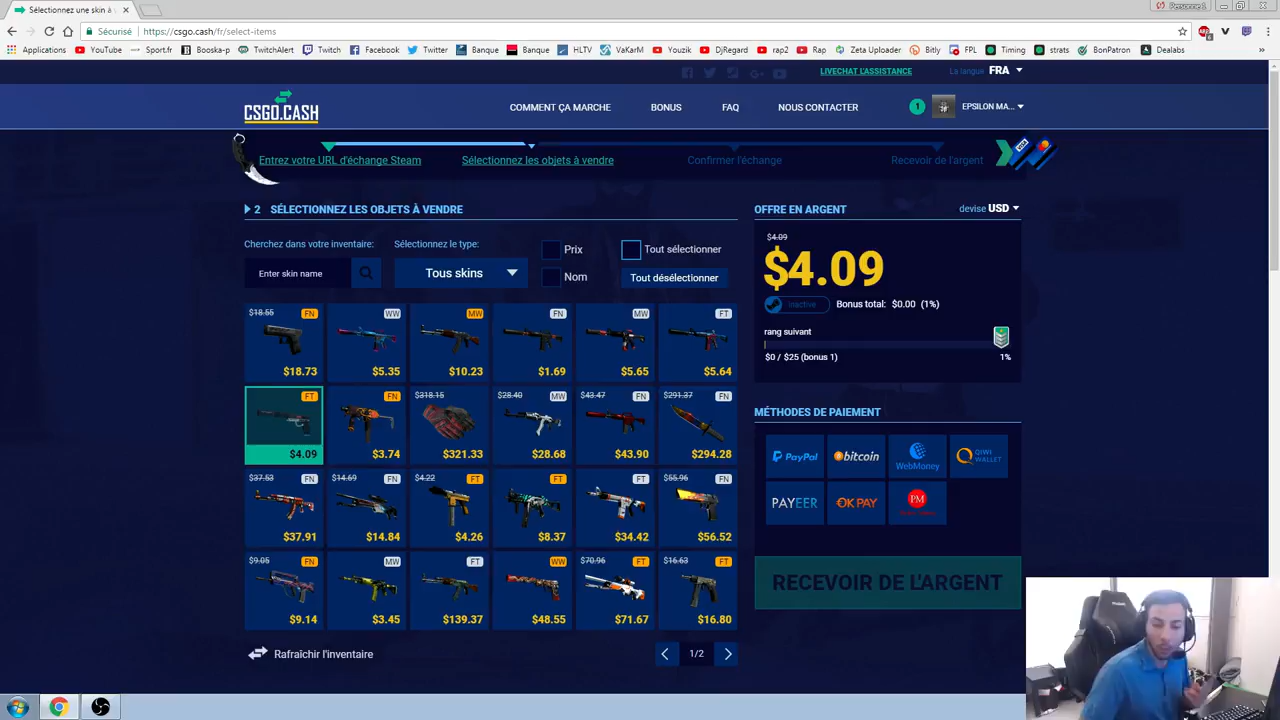 Sélectionnez une skin à v
Personne 1
Sécurisé
https://csgo.cash/fr/select-items
Applications YouTube Sport.fr Booska-p TwitchAlert Twitch Facebook Twitter Banque Banque HLTV VaKarM Youzik DjRegard rap2 Rap Zeta Uploader Bitly FPL Timing strats BonPatron Dealabs
LIVECHAT L'ASSISTANCE La langue FRA
CSGO.CASH COMMENT ÇA MARCHE BONUS FAQ NOUS CONTACTER 1 EPSILON MA...
Entrez votre URL d'échange Steam Sélectionnez les objets à vendre Confirmer l'échange Recevoir de l'argent VISA
2 SÉLECTIONNEZ LES OBJETS À VENDRE
Cherchez dans votre inventaire: Sélectionnez le type: Prix Tout sélectionner
Enter skin name Tous skins Nom Tout désélectionner
$18.55 FN WW MW FN MW FT
$18.73 $5.35 $10.23 $1.69 $5.65 $5.64
FT FN $318.15 $28.40 MW $43.47 FN $291.37 FN
$4.09 $3.74 $321.33 $28.68 $43.90 $294.28
$37.53 FN $14.69 FN $4.22 FT FT FT $55.96 FN
$37.91 $14.84 $4.26 $8.37 $34.42 $56.52
$9.05 FN MW FT WW $70.96 FT $16.63 FT
$9.14 $3.45 $139.37 $48.55 $71.67 $16.80
Rafraîchir l'inventaire 1/2
OFFRE EN ARGENT devise USD
$4.09
$4.09
inactive Bonus total: $0.00 (1%)
rang suivant
$0 / $25 (bonus 1) 1%
MÉTHODES DE PAIEMENT
PayPal bitcoin WebMoney QIWI WALLET
PAYEER OKPAY PM
RECEVOIR DE L'ARGENT